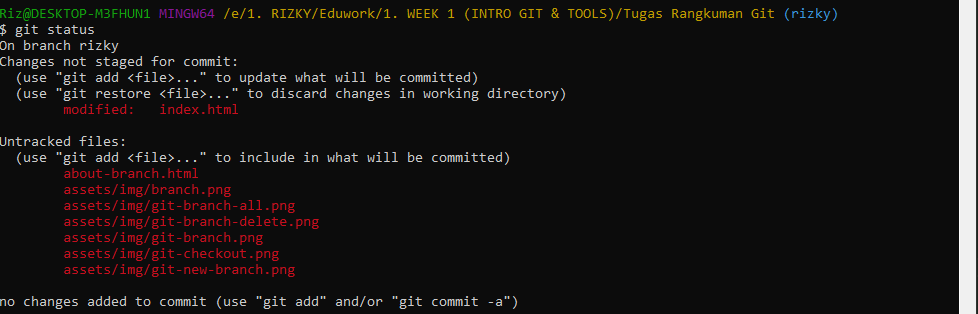 Riz@DESKTOP-M3FHUN1 MINGW64 /e/1. RIZKY/Eduwork/1. WEEK 1 (INTRO GIT & TOOLS)/Tugas Rangkuman Git (rizky)
$ git status
On branch rizky
Changes not staged for commit:
  (use "git add <file>..." to update what will be committed)
  (use "git restore <file>..." to discard changes in working directory)
        modified:   index.html

Untracked files:
  (use "git add <file>..." to include in what will be committed)
        about-branch.html
        assets/img/branch.png
        assets/img/git-branch-all.png
        assets/img/git-branch-delete.png
        assets/img/git-branch.png
        assets/img/git-checkout.png
        assets/img/git-new-branch.png

no changes added to commit (use "git add" and/or "git commit -a")